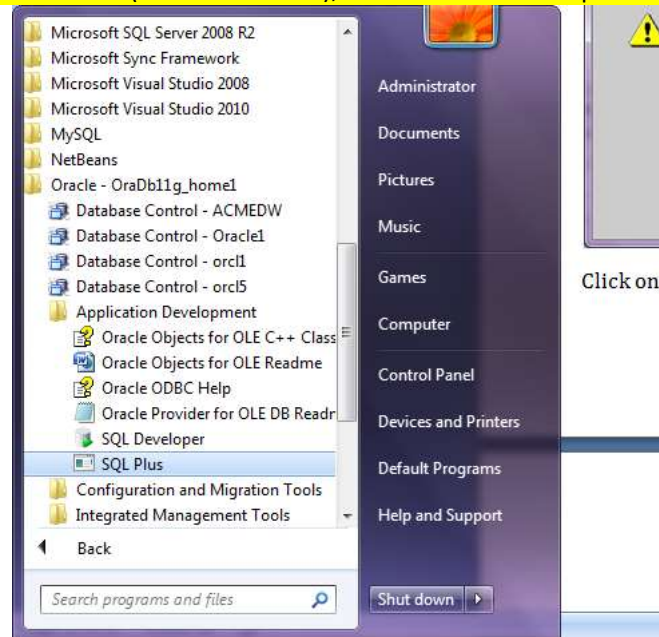 Microsoft SQL Server 2008 R2
Microsoft Sync Framework
Microsoft Visual Studio 2008
Microsoft Visual Studio 2010
MySQL
NetBeans
Oracle - OraDb11g_home1
Database Control - ACMEDW
Database Control - Oracle1
Database Control - orcl1
Database Control - orcl5
Application Development
Oracle Objects for OLE C++ Class
Oracle Objects for OLE Readme
Oracle ODBC Help
Oracle Provider for OLE DB Readr
SQL Developer
SQL Plus
Configuration and Migration Tools
Integrated Management Tools
Back
Search programs and files
Administrator
Documents
Pictures
Music
Games
Computer
Control Panel
Devices and Printers
Default Programs
Help and Support
Shut down
Click on